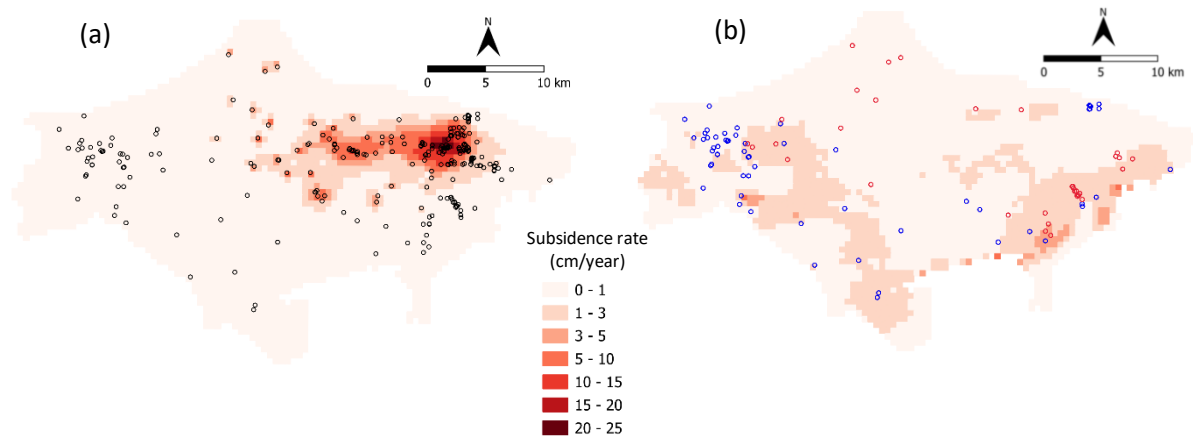 (a)
N
0 5 10 km
(b)
N
0 5 10 km
Subsidence rate
(cm/year)
0 - 1
1 - 3
3 - 5
5 - 10
10 - 15
15 - 20
20 - 25